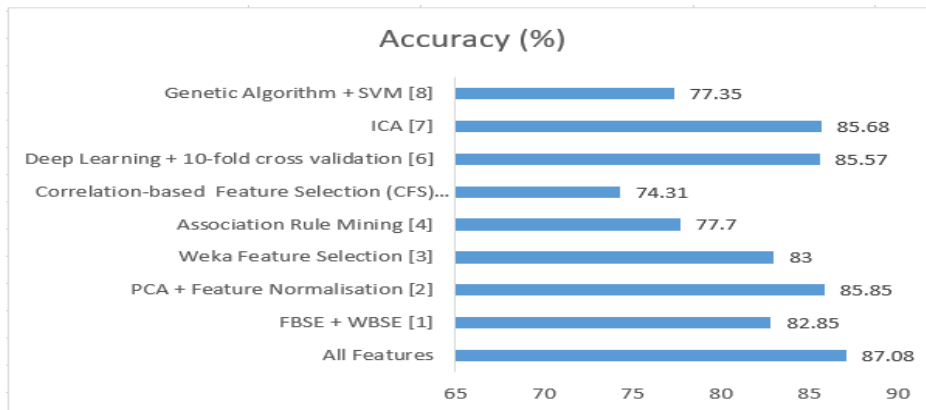 Accuracy (%)
Genetic Algorithm + SVM [8] 77.35
ICA [7] 85.68
Deep Learning + 10-fold cross validation [6] 85.57
Correlation-based Feature Selection (CFS)... 74.31
Association Rule Mining [4] 77.7
Weka Feature Selection [3] 83
PCA + Feature Normalisation [2] 85.85
FBSE + WBSE [1] 82.85
All Features 87.08
65 70 75 80 85 90